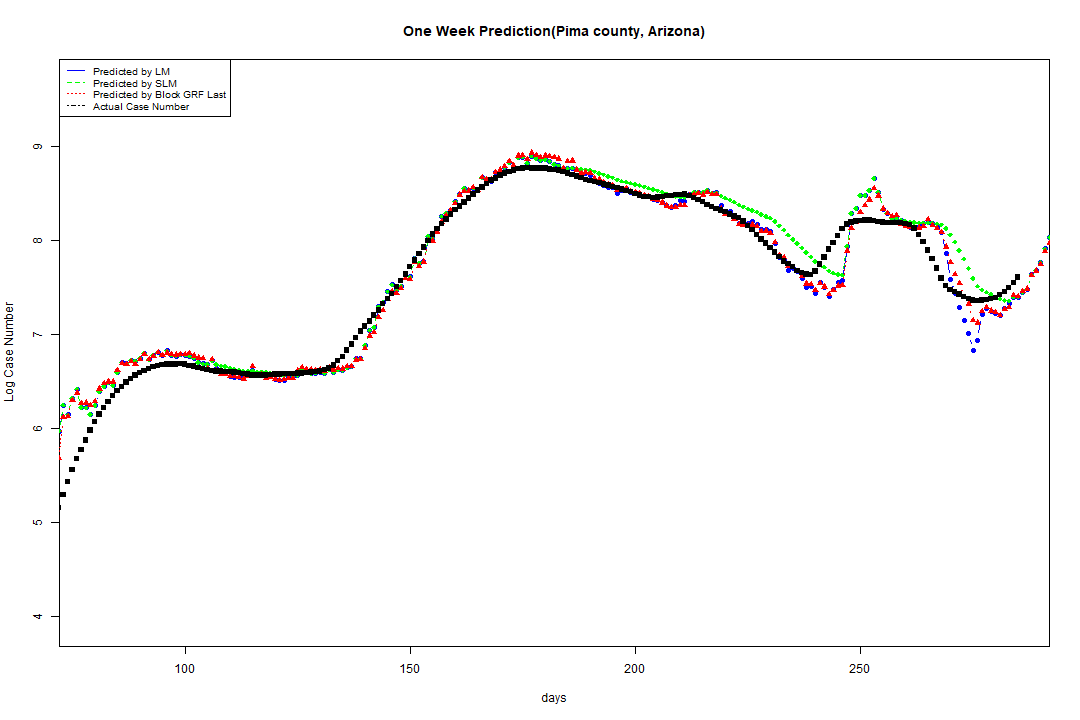 One Week Prediction(Pima county, Arizona)
Predicted by LM
Predicted by SLM
Predicted by Block GRF Last
Actual Case Number
9
8
7
6
5
4
Log Case Number
100
150
200
250
days